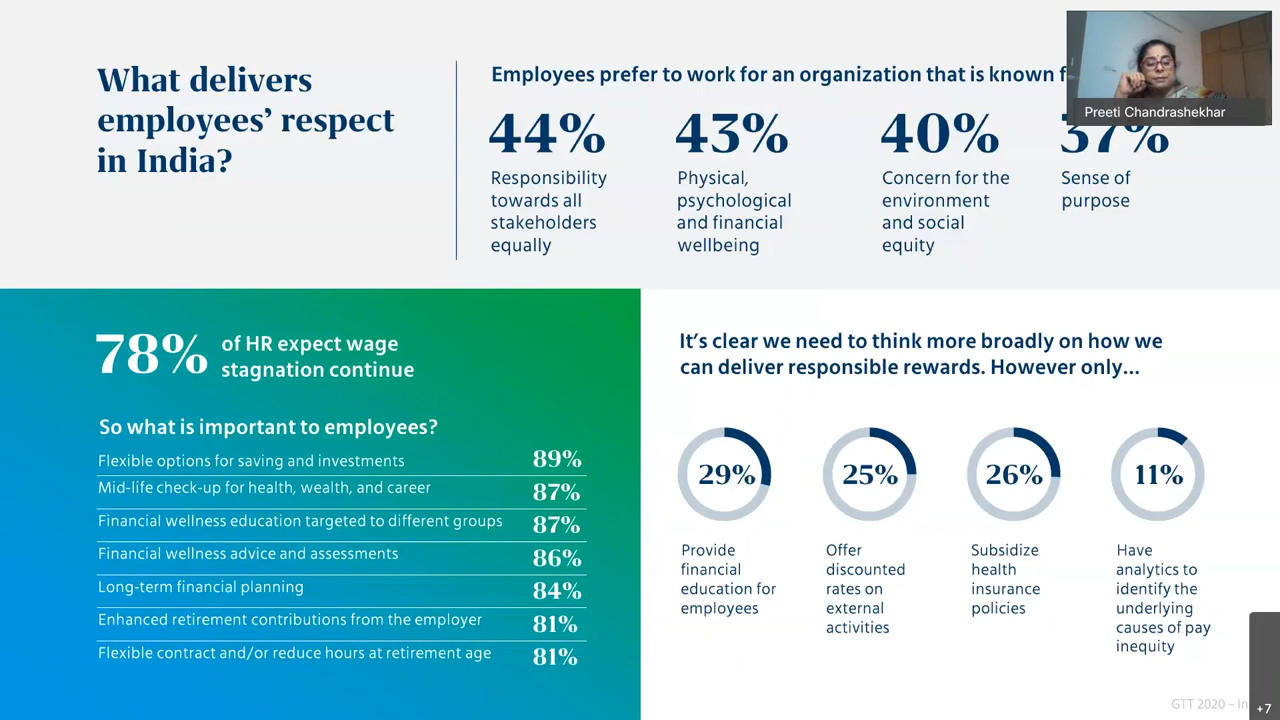 What delivers
employees’ respect
in India?
Employees prefer to work for an organization that is known
44%
Responsibility
towards all
stakeholders
equally
43%
Physical,
psychological
and financial
wellbeing
40%
Concern for the
environment
and social
equity
37%
Sense of
purpose
Preeti Chandrashekhar
78%
of HR expect wage
stagnation continue
So what is important to employees?
Flexible options for saving and investments 89%
Mid-life check-up for health, wealth, and career 87%
Financial wellness education targeted to different groups 87%
Financial wellness advice and assessments 86%
Long-term financial planning 84%
Enhanced retirement contributions from the employer 81%
Flexible contract and/or reduce hours at retirement age 81%
It’s clear we need to think more broadly on how we
can deliver responsible rewards. However only…
29%
Provide
financial
education for
employees
25%
Offer
discounted
rates on
external
activities
26%
Subsidize
health
insurance
policies
11%
Have
analytics to
identify the
underlying
causes of pay
inequity
GTT 2020 –
+7